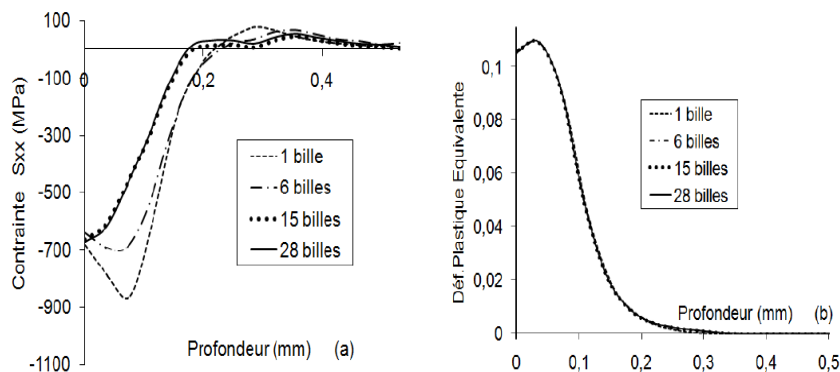 100
-100
-300
-500
-700
-900
-1100
0
0,2
0,4
Contrainte Sxx (MPa)
1 bille
6 billes
15 billes
28 billes
Profondeur (mm) (a)
0,1
0,08
0,06
0,04
0,02
0
Déf.Plastique Equivalente
1 bille
6 billes
15 billes
28 billes
Profondeur (mm) (b)
0
0,1
0,2
0,3
0,4
0,5